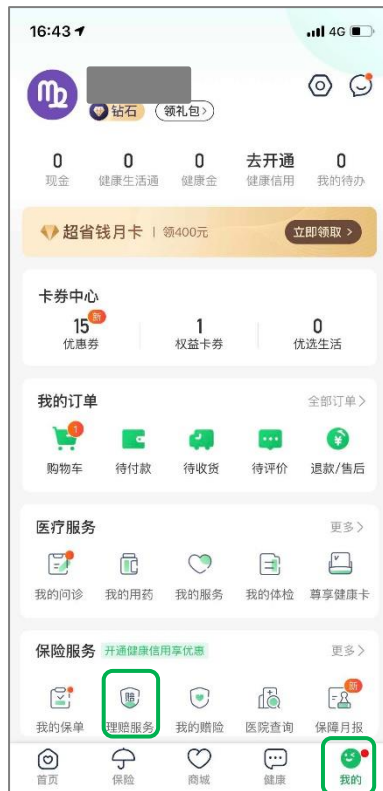 16:43 4G
钻石 领礼包>
0 0 0 去开通 0
现金 健康生活通 健康金 健康信用 我的待办
超省钱月卡 | 领400元 立即领取 >
卡券中心
15 新 1 0
优惠券 权益卡券 优选生活
我的订单 全部订单>
1
购物车 待付款 待收货 待评价 退款/售后
医疗服务 更多>
我的问诊 我的用药 我的服务 我的体检 尊享健康卡
保险服务 开通健康信用享优惠 更多>
赔 新
我的保单 理赔服务 我的赠险 医院查询 保障月报
首页 保险 商城 健康 我的